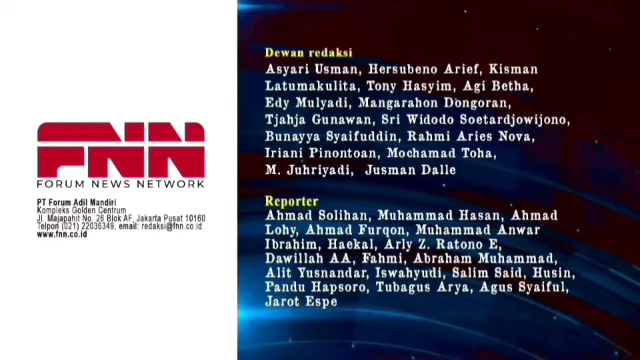 FNN
FORUM NEWS NETWORK
PT Forum Adil Mandiri
Kompleks Golden Centrum
Jl. Majapahit No. 26 Blok AF, Jakarta Pusat 10160
Telpon (021) 22036349, email: redaksi@fnn.co.id
www.fnn.co.id
Dewan redaksi
Asyari Usman, Hersubeno Arief, Kisman
Latumakulita, Tony Hasyim, Agi Betha,
Edy Mulyadi, Mangarahon Dongoran,
Tjahja Gunawan, Sri Widodo Soetardjowijono,
Bunayya Syaifuddin, Rahmi Aries Nova,
Iriani Pinontoan, Mochamad Toha,
M. Juhriyadi, Jusman Dalle
Reporter
Ahmad Solihan, Muhammad Hasan, Ahmad
Lohy, Ahmad Furqon, Muhammad Anwar
Ibrahim, Haekal, Arly Z. Ratono E,
Dawillah AA, Fahmi, Abraham Muhammad,
Alit Yusnandar, Iswahyudi, Salim Said, Husin,
Pandu Hapsoro, Tubagus Arya, Agus Syaiful,
Jarot Espe